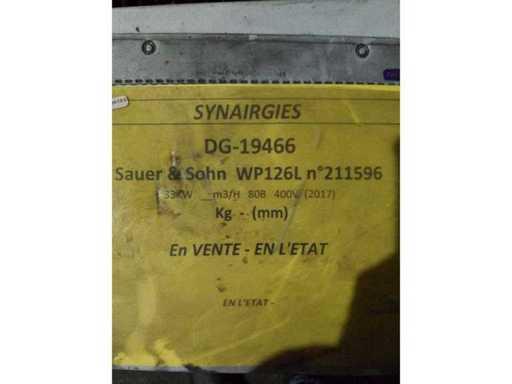 SYNAIRGIES
DG-19466
Sauer & Sohn WP126L n°211596
33KW __m3/H 80B 400V (2017)
Kg - (mm)
En VENTE - EN L'ETAT
EN L'ETAT -